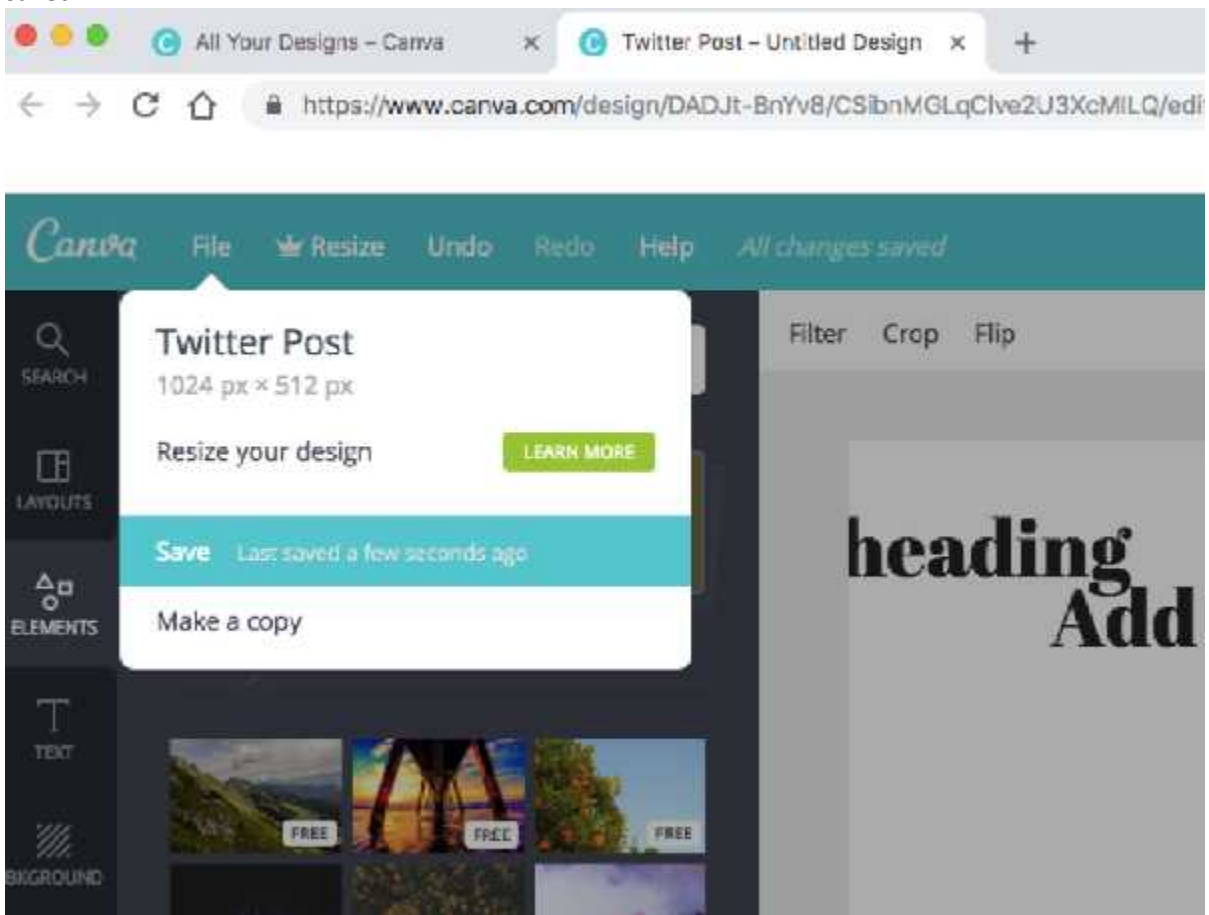 All Your Designs – Canva
Twitter Post – Untitled Design
https://www.canva.com/design/DADJt-BnYv8/CSibnMGLqClve2U3XcMILQ/edi
Canva File Resize Undo Redo Help All changes saved
SEARCH
LAYOUTS
ELEMENTS
TEXT
BKGROUND
Twitter Post
1024 px × 512 px
Resize your design LEARN MORE
Save Last saved a few seconds ago
Make a copy
FREE FREE FREE
Filter Crop Flip
heading
Add